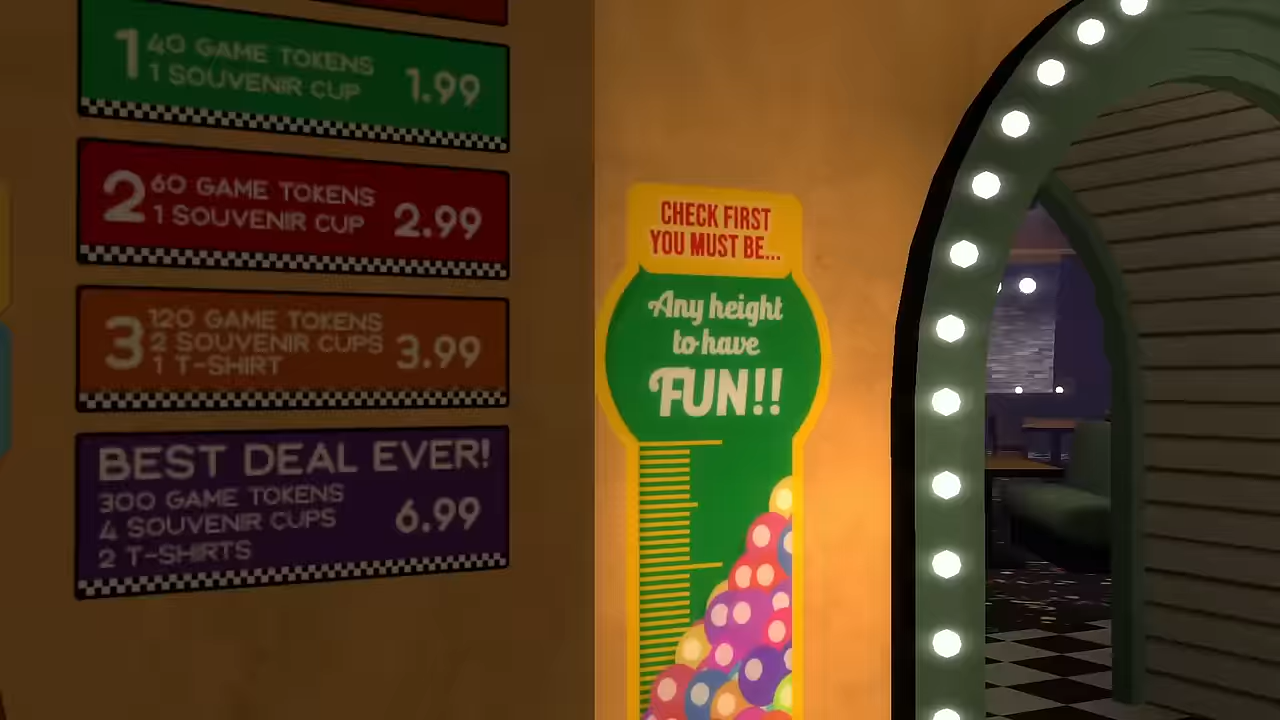 1
40 GAME TOKENS
1 SOUVENIR CUP
1.99
2
60 GAME TOKENS
1 SOUVENIR CUP
2.99
3
120 GAME TOKENS
2 SOUVENIR CUPS
1 T-SHIRT
3.99
BEST DEAL EVER!
300 GAME TOKENS
4 SOUVENIR CUPS
2 T-SHIRTS
6.99
CHECK FIRST
YOU MUST BE...
Any height
to have
FUN!!